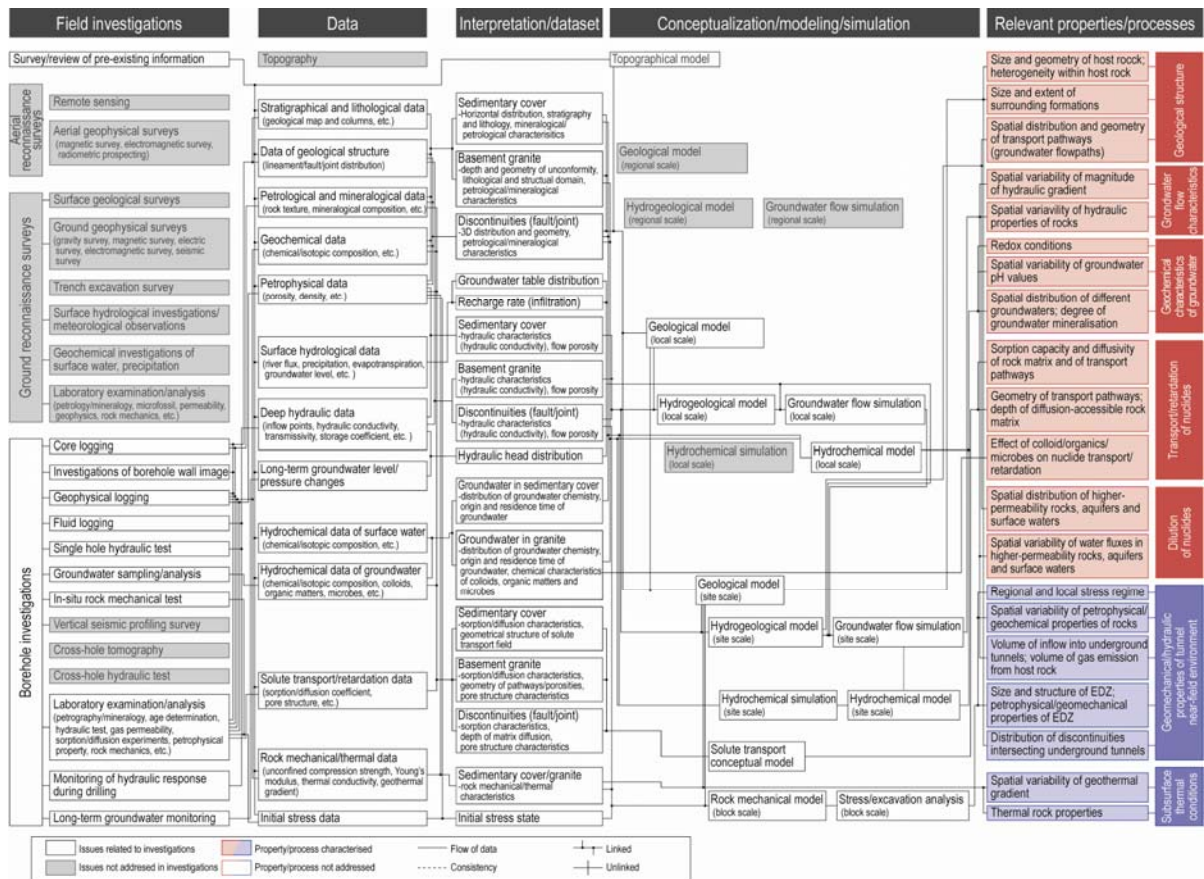 Field investigations
Data
Interpretation/dataset
Conceptualization/modeling/simulation
Relevant properties/processes
Survey/review of pre-existing information
Aerial
reconnaissance
surveys
Remote sensing
Aerial geophysical surveys
(magnetic survey, electromagnetic survey,
radiometric prospecting)
Ground reconnaissance surveys
Surface geological surveys
Ground geophysical surveys
(gravity survey, magnetic survey, electric
survey, electromagnetic survey, seismic
survey)
Trench excavation survey
Surface hydrological investigations/
meteorological observations
Geochemical investigations of
surface water, precipitation
Laboratory examination/analysis
(petrology/mineralogy, microfossil, permeability,
geophysics, rock mechanics, etc.)
Borehole investigations
Core logging
Investigations of borehole wall image
Geophysical logging
Fluid logging
Single hole hydraulic test
Groundwater sampling/analysis
In-situ rock mechanical test
Vertical seismic profiling survey
Cross-hole tomography
Cross-hole hydraulic test
Laboratory examination/analysis
(petrography/mineralogy, age determination,
hydraulic test, gas permeability,
sorption/diffusion experiments, petrophysical
property, rock mechanics, etc.)
Monitoring of hydraulic response
during drilling
Long-term groundwater monitoring
Topography
Stratigraphical and lithological data
(geological map and columns, etc.)
Data of geological structure
(lineament/fault/joint distribution)
Petrological and mineralogical data
(rock texture, mineralogical composition, etc.)
Geochemical data
(chemical/isotopic composition, etc.)
Petrophysical data
(porosity, density, etc.)
Surface hydrological data
(river flux, precipitation, evapotranspiration,
groundwater level, etc. )
Deep hydraulic data
(inflow points, hydraulic conductivity,
transmissivity, storage coefficient, etc.)
Long-term groundwater level/
pressure changes
Hydrochemical data of surface water
(chemical/isotopic composition, etc.)
Hydrochemical data of groundwater
(chemical/isotopic composition, colloids,
organic matters, microbes, etc.)
Solute transport/retardation data
(sorption/diffusion coefficient,
pore structure, etc.)
Rock mechanical/thermal data
(unconfined compression strength, Young's
modulus, thermal conductivity, geothermal
gradient)
Initial stress data
Sedimentary cover
-Horizontal distribution, stratigraphy
and lithology, mineralogical/
petrological characteristics
Basement granite
-depth and geometry of unconformity,
lithological and structual domain,
petrological/mineralogical
characteristics
Discontinuities (fault/joint)
-3D distribution and geometry,
petrological/mineralogical
characteristics
Groundwater table distribution
Recharge rate (infiltration)
Sedimentary cover
-hydraulic characteristics
(hydraulic conductivity), flow porosity
Basement granite
-hydraulic characteristics
(hydraulic conductivity), flow porosity
Discontinuities (fault/joint)
-hydraulic characteristics
(hydraulic conductivity), flow porosity
Hydraulic head distribution
Groundwater in sedimentary cover
-distribution of groundwater chemistry,
origin and residence time of
groundwater
Groundwater in granite
-distribution of groundwater chemistry,
origin and residence time of
groundwater, chemical characteristics
of colloids, organic matters and
microbes
Sedimentary cover
-sorption/diffusion characteristics,
geometrical structure of solute
transport field
Basement granite
-sorption/diffusion characteristics,
geometry of pathways/porosities,
pore structure characteristics
Discontinuities (fault/joint)
-sorption characteristics,
depth of matrix diffusion,
pore structure characteristics
Sedimentary cover/granite
-rock mechanical/thermal
characteristics
Initial stress state
Topographical model
Geological model
(regional scale)
Hydrogeological model
(regional scale)
Groundwater flow simulation
(regional scale)
Geological model
(local scale)
Hydrogeological model
(local scale)
Groundwater flow simulation
(local scale)
Hydrochemical simulation
(local scale)
Hydrochemical model
(local scale)
Geological model
(site scale)
Hydrogeological model
(site scale)
Groundwater flow simulation
(site scale)
Hydrochemical simulation
(site scale)
Hydrochemical model
(site scale)
Solute transport
conceptual model
Rock mechanical model
(block scale)
Stress/excavation analysis
(block scale)
Size and geometry of host roock;
heterogeneity within host rock
Size and extent of
surrounding formations
Spatial distribution and geometry
of transport pathways
(groundwater flowpaths)
Geological structure
Spatial variability of magnitude
of hydraulic gradient
Spatial variavility of hydraulic
properties of rocks
Grondwater
flow
characteristics
Redox conditions
Spatial variability of groundwater
pH values
Spatial distribution of different
groundwaters; degree of
groundwater mineralisation
Geochemical
characteristics
of groundwater
Sorption capacity and diffusivity
of rock matrix and of transport
pathways
Geometry of transport pathways;
depth of diffusion-accessible rock
matrix
Effect of colloid/organics/
microbes on nuclide transport/
retardation
Transport/retardation
of nuclides
Spatial distribution of higher-
permeability rocks, aquifers and
surface waters
Spatial variability of water fluxes in
higher-permeability rocks, aquifers
and surface waters
Dilution
of nuclides
Regional and local stress regime
Spatial variability of petrophysical/
geochemical properties of rocks
Volume of inflow into underground
tunnels; volume of gas emission
from host rock
Size and structure of EDZ;
petrophysical/geomechanical
properties of EDZ
Distribution of discontinuities
intersecting underground tunnels
Geomechanical/hydraulic
properties of tunnel
near-field environment
Spatial variability of geothermal
gradient
Thermal rock properties
Subsurface
thermal
conditions
Issues related to investigations
Issues not addresed in investigations
Property/process characterised
Property/process not addressed
Flow of data
Consistency
Linked
Unlinked